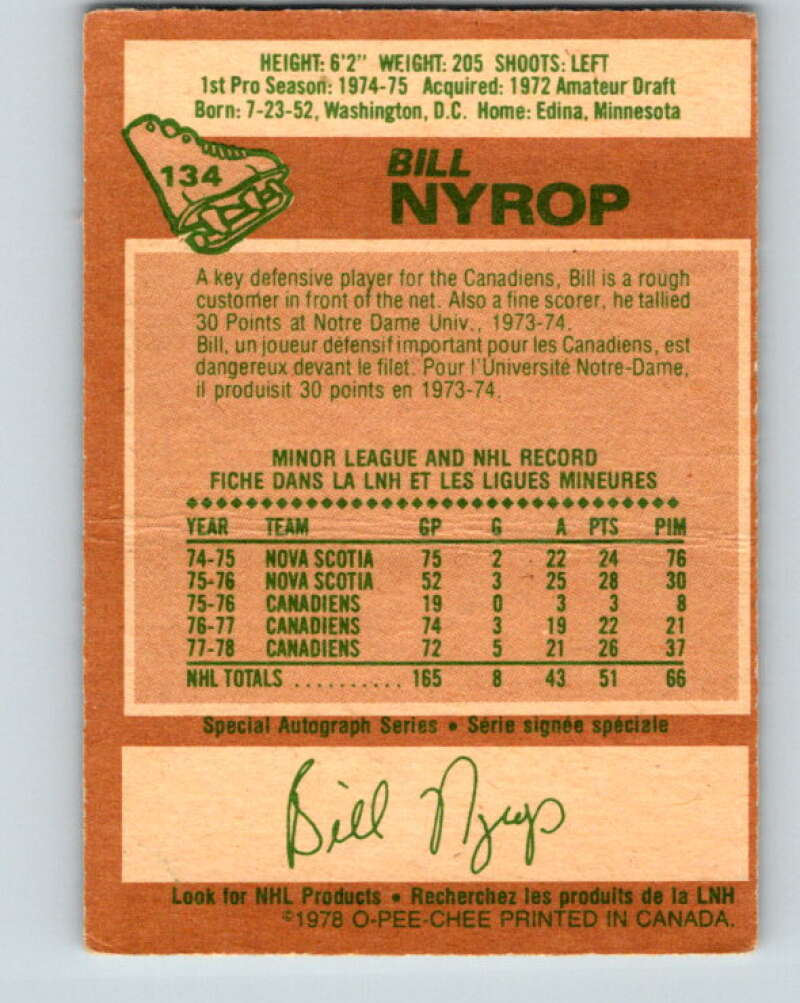 HEIGHT: 6'2" WEIGHT: 205 SHOOTS: LEFT
1st Pro Season: 1974-75 Acquired: 1972 Amateur Draft
Born: 7-23-52, Washington, D.C. Home: Edina, Minnesota
134
BILL
NYROP
A key defensive player for the Canadiens, Bill is a rough
customer in front of the net. Also a fine scorer, he tallied
30 Points at Notre Dame Univ., 1973-74.
Bill, un joueur défensif important pour les Canadiens, est
dangereux devant le filet. Pour l'Université Notre-Dame,
il produisit 30 points en 1973-74.
MINOR LEAGUE AND NHL RECORD
FICHE DANS LA LNH ET LES LIGUES MINEURES
YEAR TEAM GP G A PTS PIM
74-75 NOVA SCOTIA 75 2 22 24 76
75-76 NOVA SCOTIA 52 3 25 28 30
75-76 CANADIENS 19 0 3 3 8
76-77 CANADIENS 74 3 19 22 21
77-78 CANADIENS 72 5 21 26 37
NHL TOTALS .......... 165 8 43 51 66
Special Autograph Series • Série signée spéciale
Bill Nyrop
Look for NHL Products • Recherchez les produits de la LNH
©1978 O-PEE-CHEE PRINTED IN CANADA.